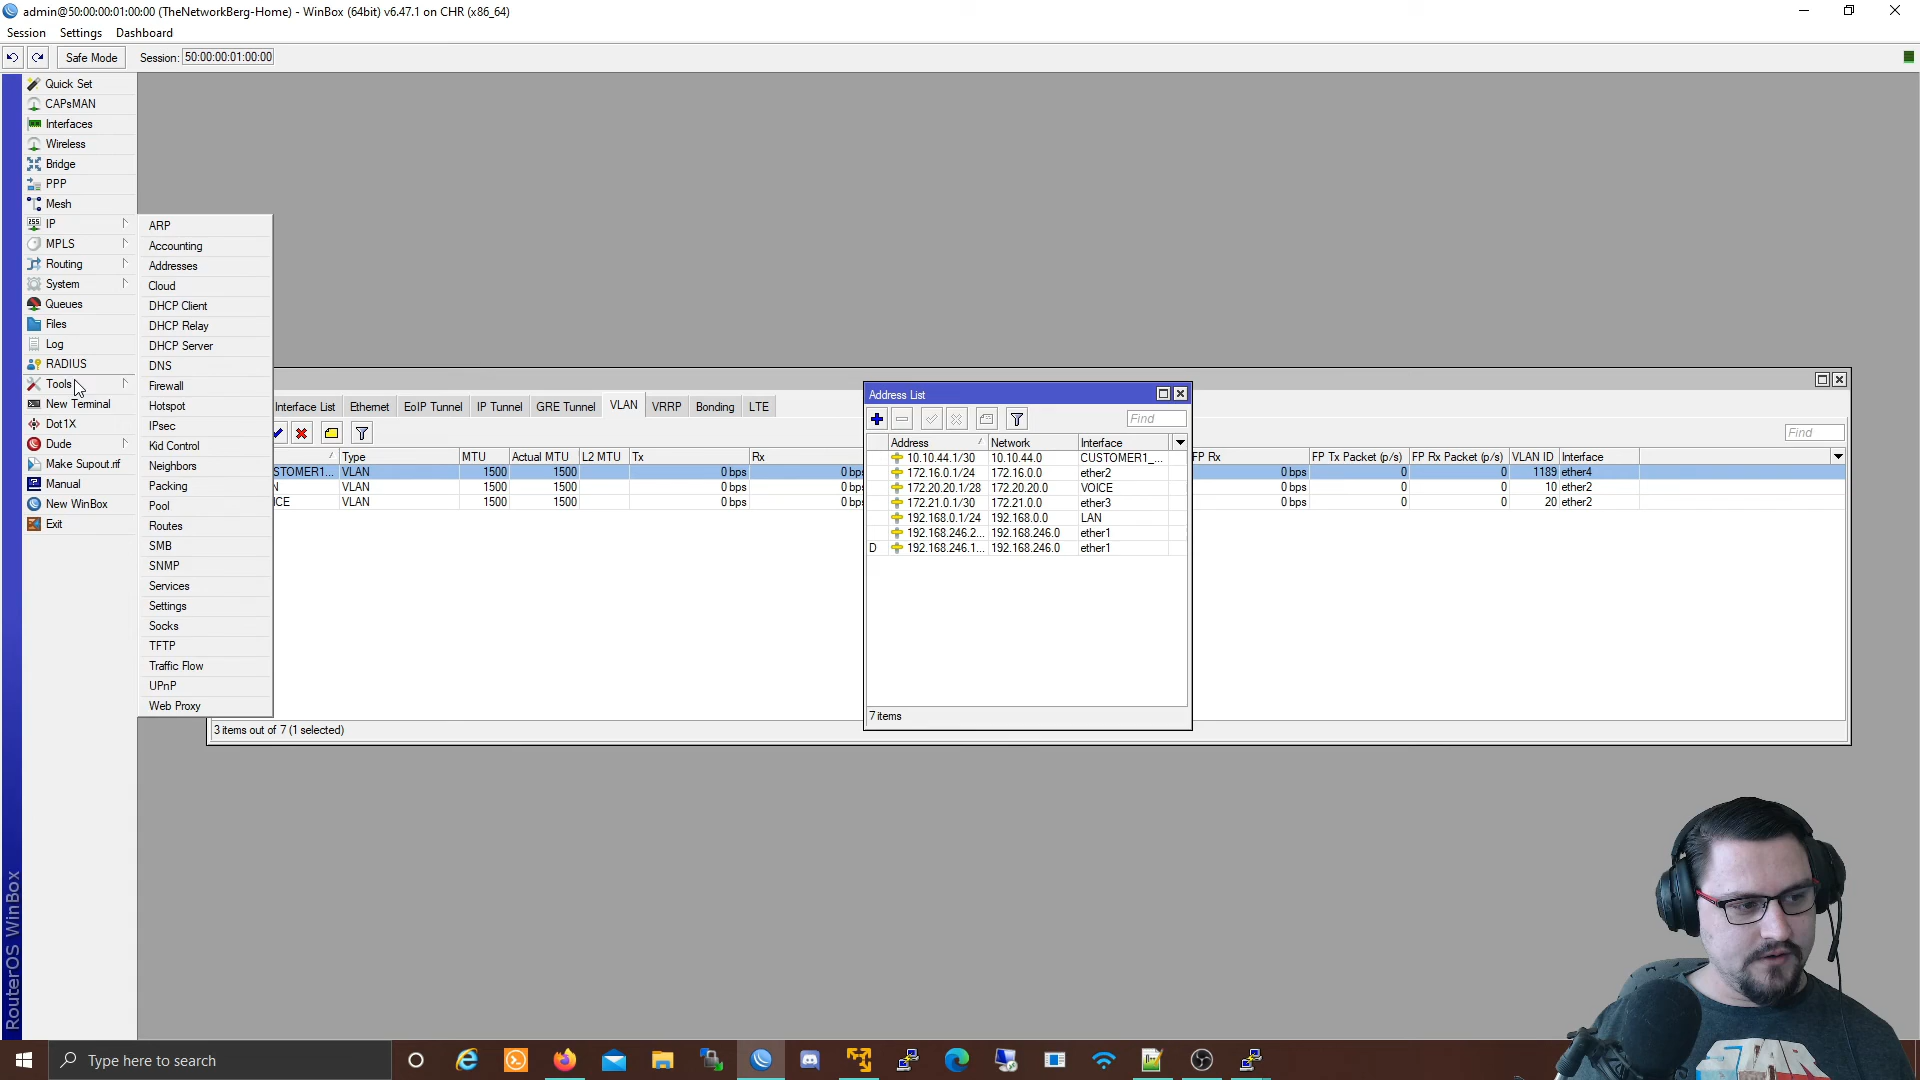 admin@50:00:00:01:00:00 (TheNetworkBerg-Home) - WinBox (64bit) v6.47.1 on CHR (x86_64)
Session Settings Dashboard
Safe Mode Session: 50:00:00:01:00:00
Quick Set
CAPsMAN
Interfaces
Wireless
Bridge
PPP
Mesh
IP
MPLS
Routing
System
Queues
Files
Log
RADIUS
Tools
New Terminal
Dot1X
Dude
Make Supout.rif
Manual
New WinBox
Exit
RouterOS WinBox
ARP
Accounting
Addresses
Cloud
DHCP Client
DHCP Relay
DHCP Server
DNS
Firewall
Hotspot
IPsec
Kid Control
Neighbors
Packing
Pool
Routes
SMB
SNMP
Services
Settings
Socks
TFTP
Traffic Flow
UPnP
Web Proxy
Interface List Ethernet EoIP Tunnel IP Tunnel GRE Tunnel VLAN VRRP Bonding LTE
Find
Type MTU Actual MTU L2 MTU Tx Rx FP Rx FP Tx Packet (p/s) FP Rx Packet (p/s) VLAN ID Interface
STOMER1... VLAN 1500 1500 0 bps 0 bps 0 bps 0 0 1189 ether4
N VLAN 1500 1500 0 bps 0 bps 0 bps 0 0 10 ether2
ICE VLAN 1500 1500 0 bps 0 bps 0 bps 0 0 20 ether2
3 items out of 7 (1 selected)
Address List
Find
Address Network Interface
10.10.44.1/30 10.10.44.0 CUSTOMER1_...
172.16.0.1/24 172.16.0.0 ether2
172.20.20.1/28 172.20.20.0 VOICE
172.21.0.1/30 172.21.0.0 ether3
192.168.0.1/24 192.168.0.0 LAN
192.168.246.2... 192.168.246.0 ether1
D 192.168.246.1... 192.168.246.0 ether1
7 items
STAR
Type here to search